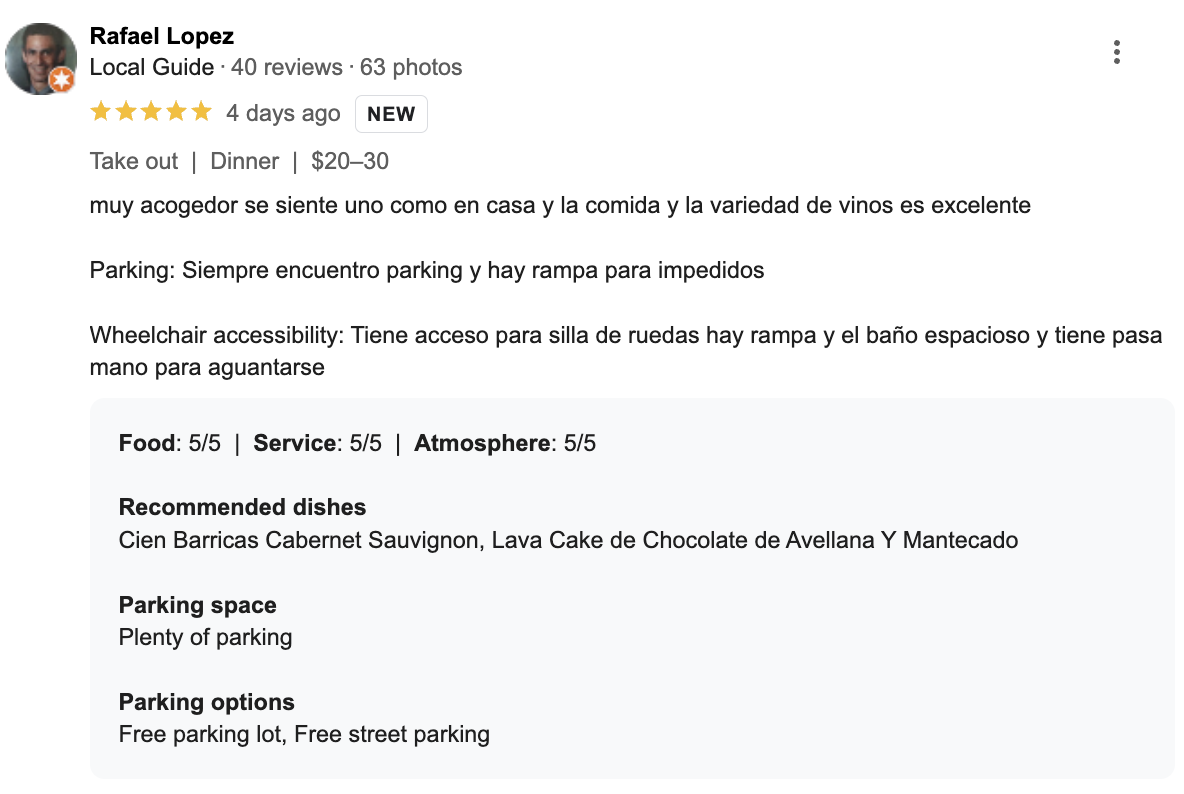 Rafael Lopez
Local Guide · 40 reviews · 63 photos
4 days ago NEW
Take out | Dinner | $20–30
muy acogedor se siente uno como en casa y la comida y la variedad de vinos es excelente
Parking: Siempre encuentro parking y hay rampa para impedidos
Wheelchair accessibility: Tiene acceso para silla de ruedas hay rampa y el baño espacioso y tiene pasa
mano para aguantarse
Food: 5/5 | Service: 5/5 | Atmosphere: 5/5
Recommended dishes
Cien Barricas Cabernet Sauvignon, Lava Cake de Chocolate de Avellana Y Mantecado
Parking space
Plenty of parking
Parking options
Free parking lot, Free street parking